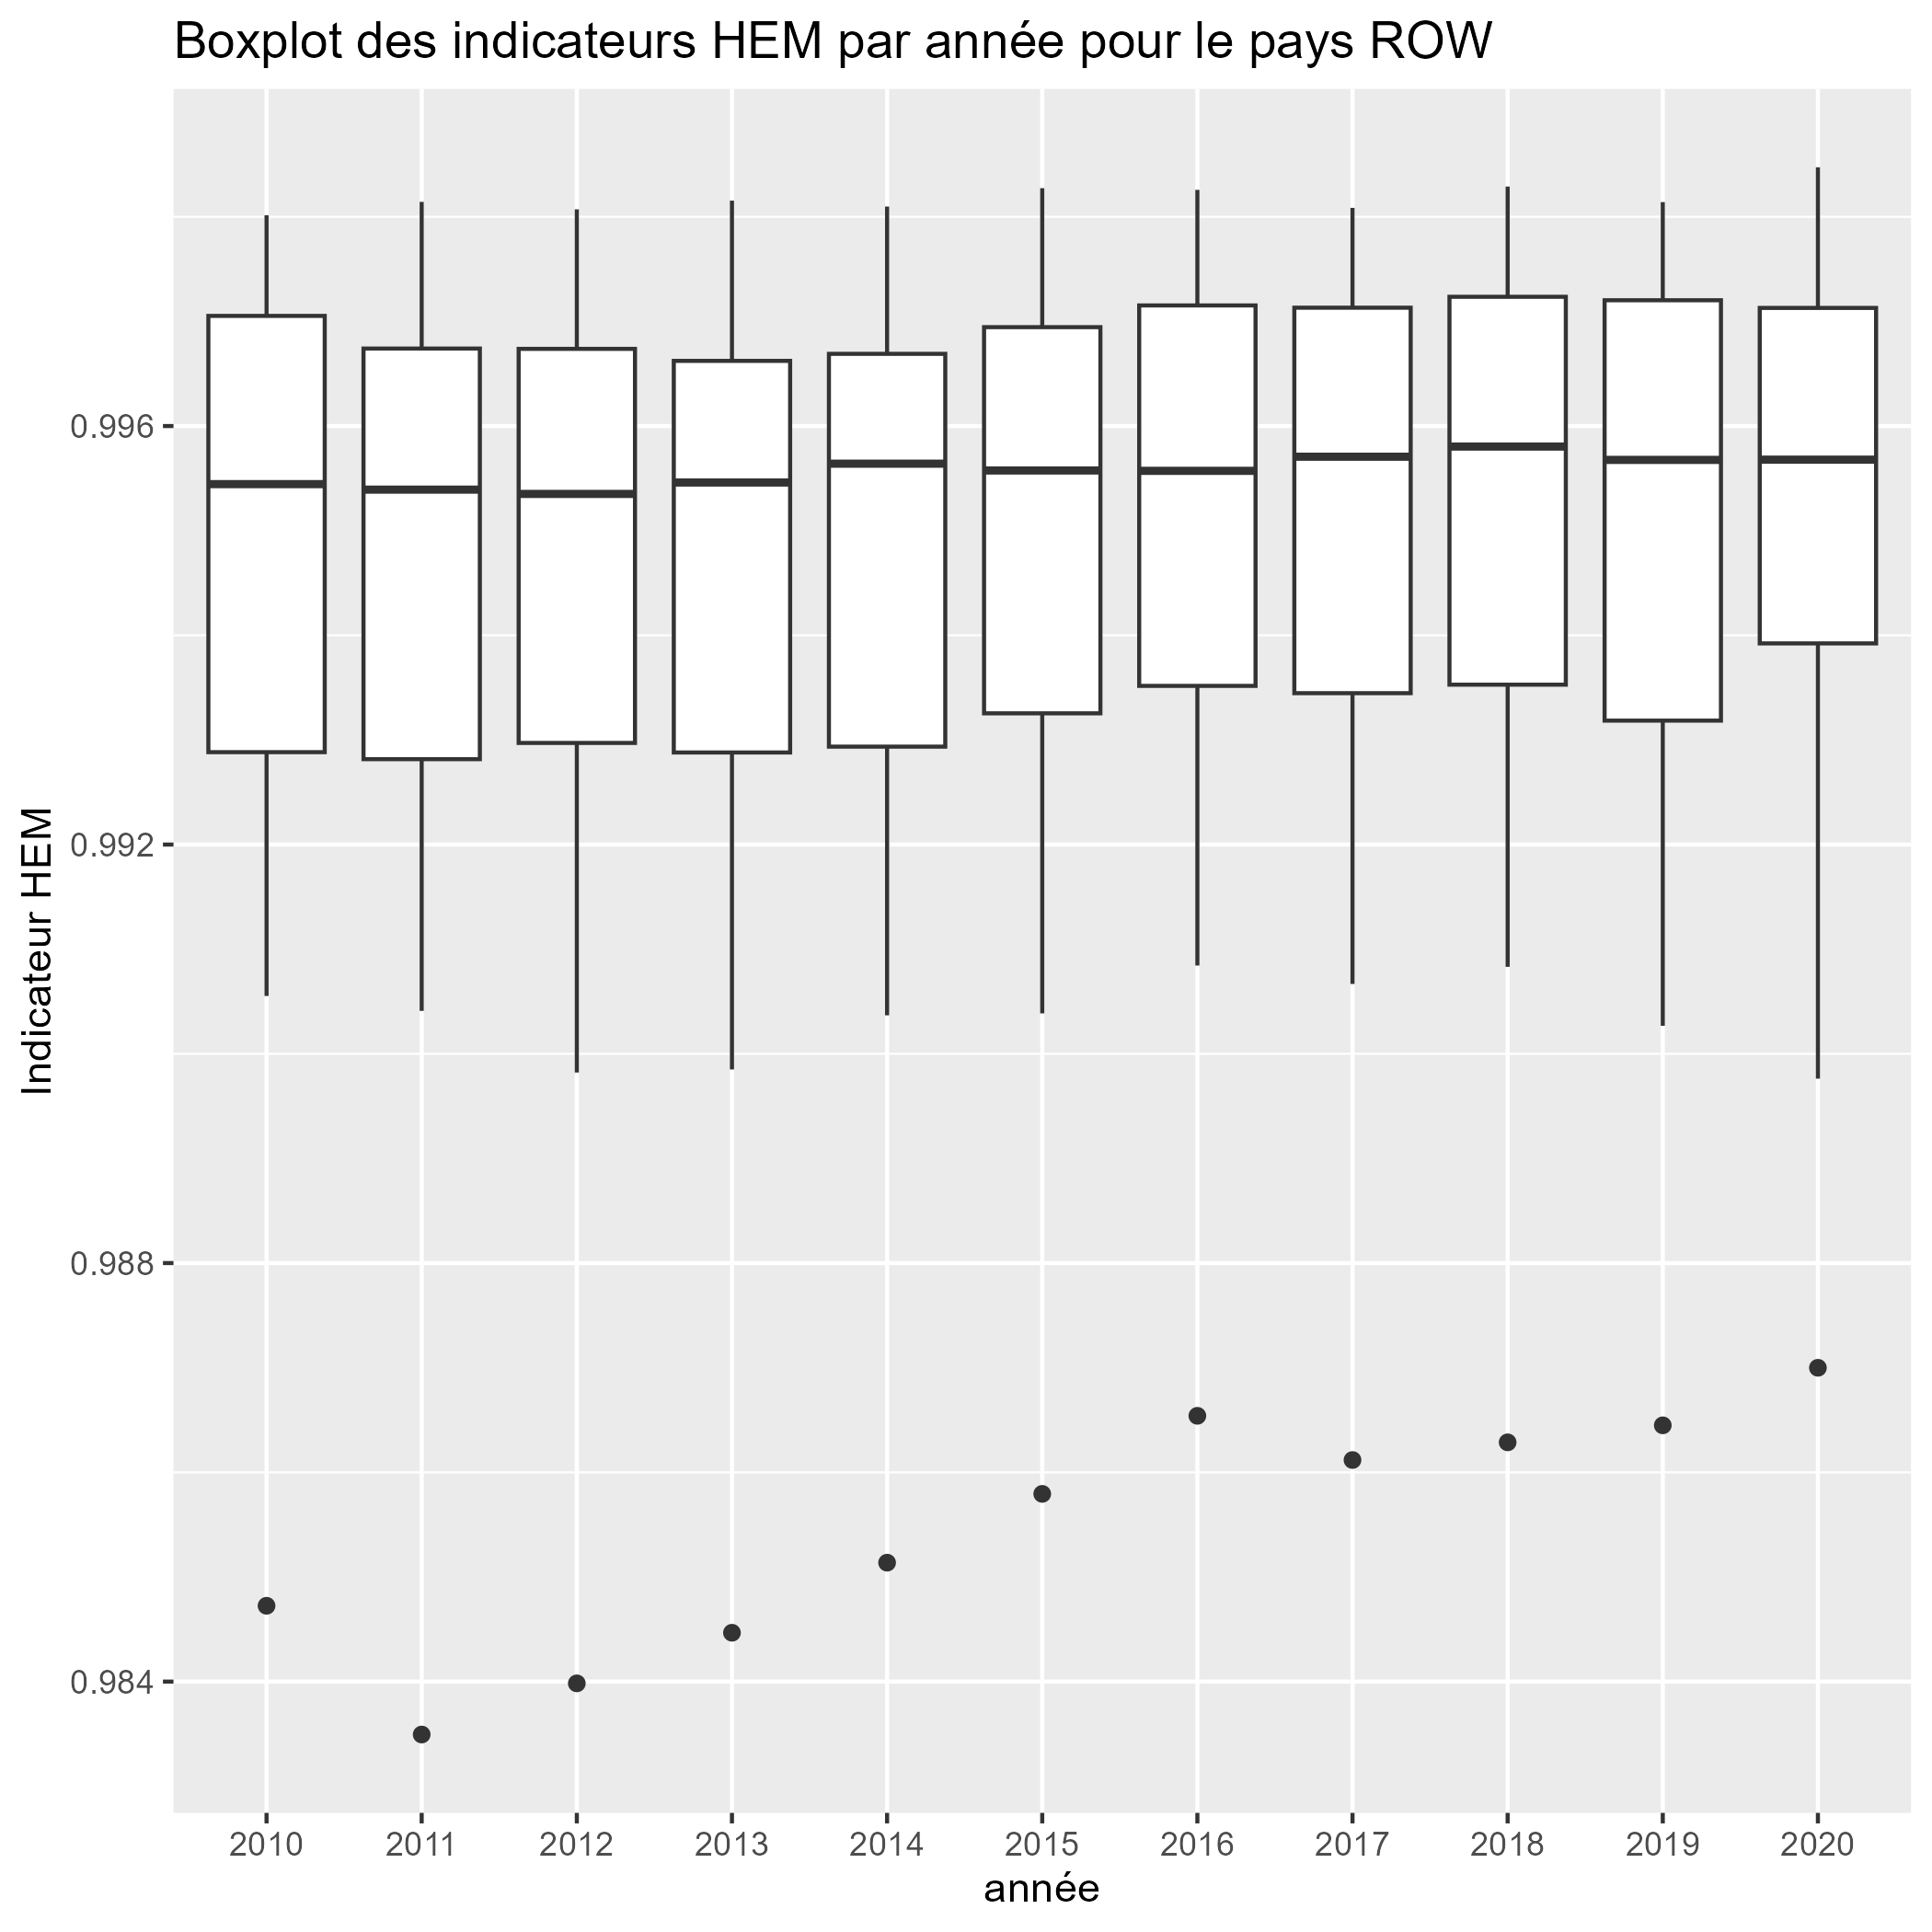 Boxplot des indicateurs HEM par année pour le pays ROW
Indicateur HEM
0.996
0.992
0.988
0.984
2010 2011 2012 2013 2014 2015 2016 2017 2018 2019 2020
année